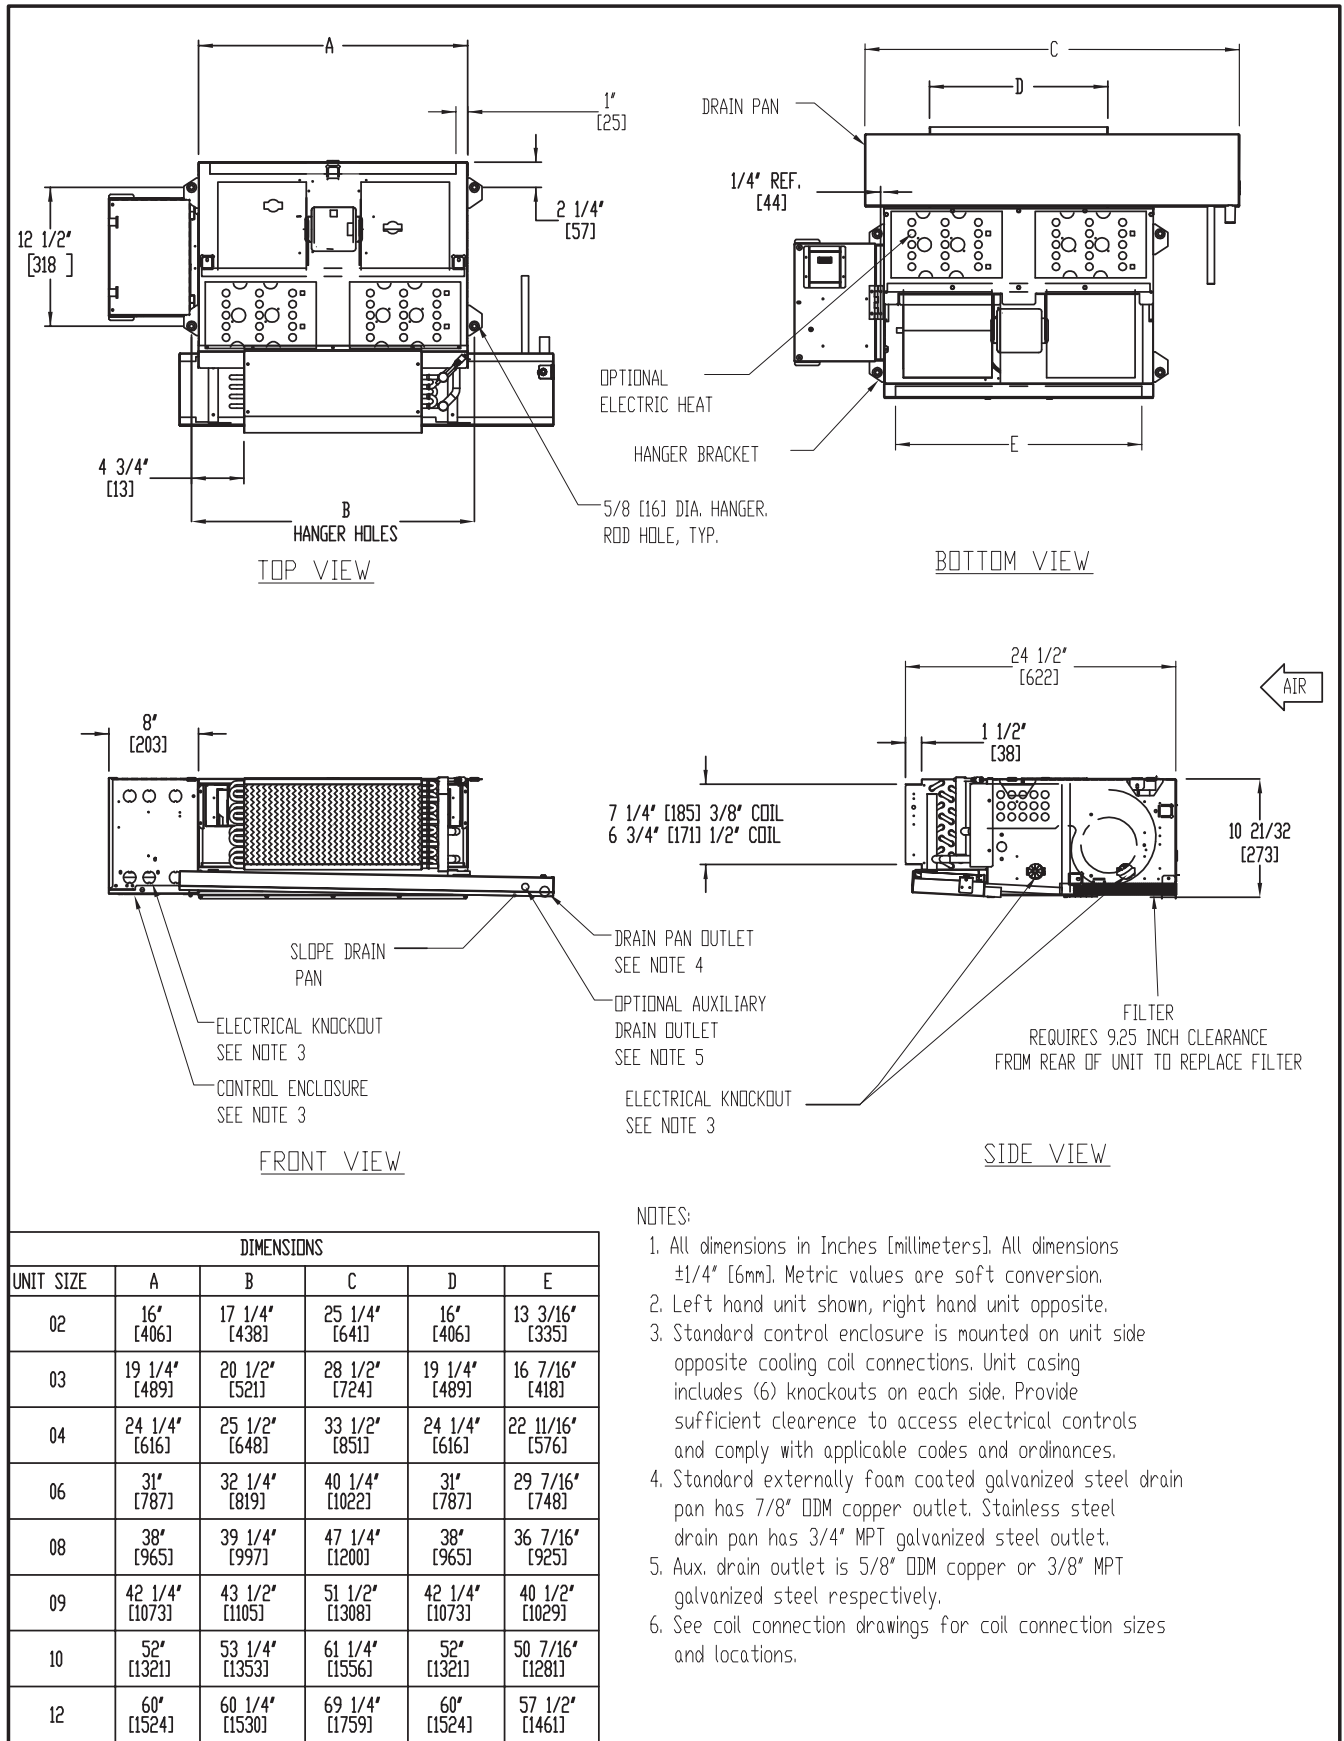 A
1"
[25]
12 1/2"
[318 ]
2 1/4"
[57]
4 3/4"
[13]
B
HANGER HOLES
TOP VIEW
5/8 [16] DIA. HANGER.
ROD HOLE, TYP.
C
D
DRAIN PAN
1/4" REF.
[44]
OPTIONAL
ELECTRIC HEAT
HANGER BRACKET
E
BOTTOM VIEW
8"
[203]
SLOPE DRAIN
PAN
ELECTRICAL KNOCKOUT
SEE NOTE 3
CONTROL ENCLOSURE
SEE NOTE 3
DRAIN PAN OUTLET
SEE NOTE 4
OPTIONAL AUXILIARY
DRAIN OUTLET
SEE NOTE 5
FRONT VIEW
24 1/2"
[622]
AIR
1 1/2"
[38]
7 1/4" [185] 3/8" COIL
6 3/4" [171] 1/2" COIL
10 21/32
[273]
FILTER
REQUIRES 9.25 INCH CLEARANCE
FROM REAR OF UNIT TO REPLACE FILTER
ELECTRICAL KNOCKOUT
SEE NOTE 3
SIDE VIEW
DIMENSIONS
UNIT SIZE A B C D E
02 16" [406] 17 1/4" [438] 25 1/4" [641] 16" [406] 13 3/16" [335]
03 19 1/4" [489] 20 1/2" [521] 28 1/2" [724] 19 1/4" [489] 16 7/16" [418]
04 24 1/4" [616] 25 1/2" [648] 33 1/2" [851] 24 1/4" [616] 22 11/16" [576]
06 31" [787] 32 1/4" [819] 40 1/4" [1022] 31" [787] 29 7/16" [748]
08 38" [965] 39 1/4" [997] 47 1/4" [1200] 38" [965] 36 7/16" [925]
09 42 1/4" [1073] 43 1/2" [1105] 51 1/2" [1308] 42 1/4" [1073] 40 1/2" [1029]
10 52" [1321] 53 1/4" [1353] 61 1/4" [1556] 52" [1321] 50 7/16" [1281]
12 60" [1524] 60 1/4" [1530] 69 1/4" [1759] 60" [1524] 57 1/2" [1461]
NOTES:
1. All dimensions in Inches [millimeters]. All dimensions
±1/4" [6mm]. Metric values are soft conversion.
2. Left hand unit shown, right hand unit opposite.
3. Standard control enclosure is mounted on unit side
opposite cooling coil connections. Unit casing
includes (6) knockouts on each side. Provide
sufficient clearence to access electrical controls
and comply with applicable codes and ordinances.
4. Standard externally foam coated galvanized steel drain
pan has 7/8" ODM copper outlet. Stainless steel
drain pan has 3/4" MPT galvanized steel outlet.
5. Aux. drain outlet is 5/8" ODM copper or 3/8" MPT
galvanized steel respectively.
6. See coil connection drawings for coil connection sizes
and locations.